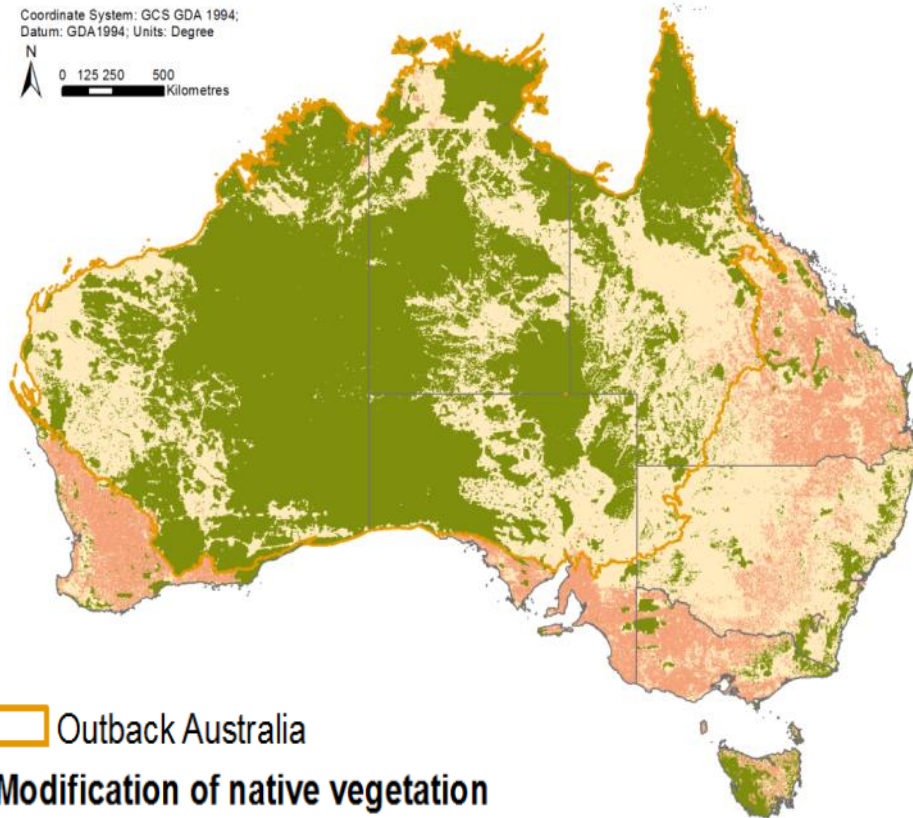 Coordinate System: GCS GDA 1994;
Datum: GDA1994; Units: Degree
N
0 125 250 500
Kilometres
Outback Australia
Modification of native vegetation